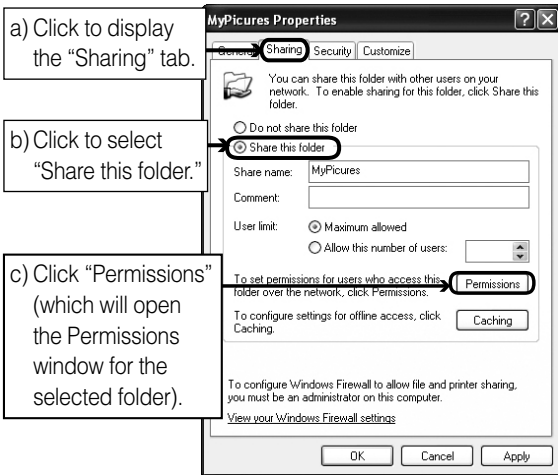 a) Click to display
the “Sharing” tab.
b) Click to select
“Share this folder.”
c) Click “Permissions”
(which will open
the Permissions
window for the
selected folder).
MyPicures Properties
General Sharing Security Customize
You can share this folder with other users on your
network. To enable sharing for this folder, click Share this
folder.
Do not share this folder
Share this folder
Share name: MyPicures
Comment:
User limit: Maximum allowed
Allow this number of users:
To set permissions for users who access this
folder over the network, click Permissions.
Permissions
To configure settings for offline access, click
Caching.
Caching
To configure Windows Firewall to allow file and printer sharing,
you must be an administrator on this computer.
View your Windows Firewall settings
OK Cancel Apply